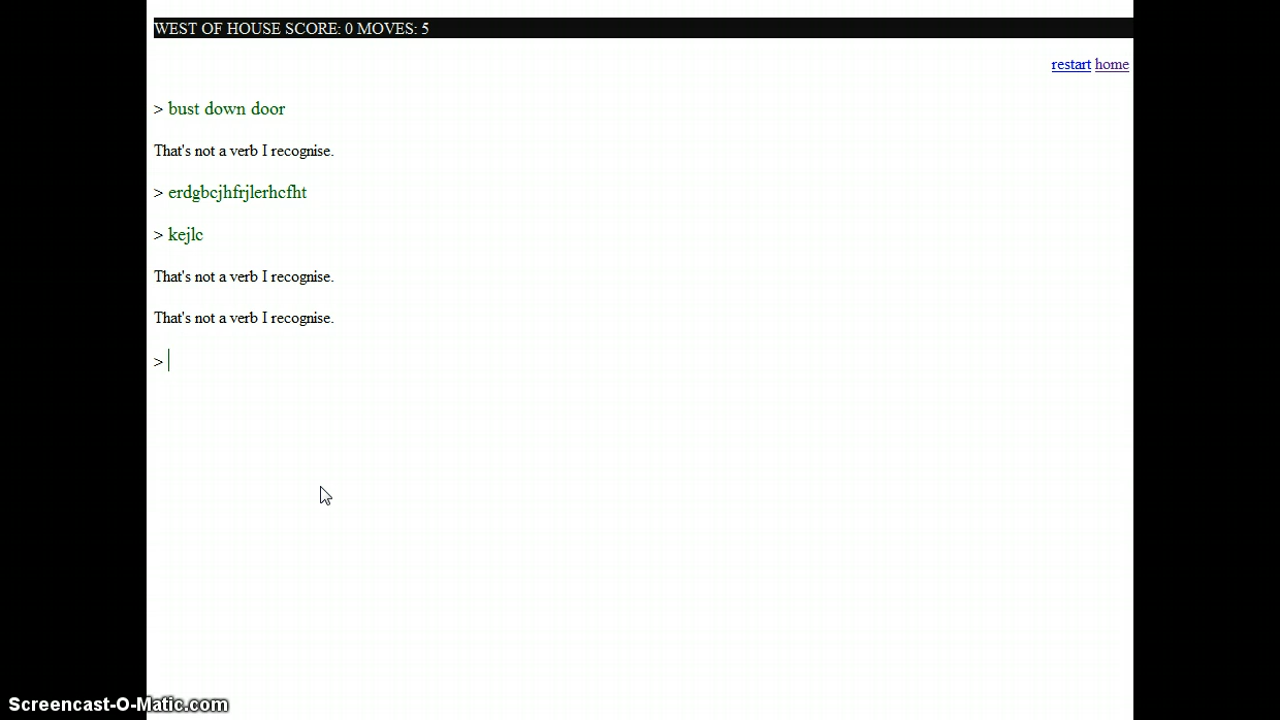 WEST OF HOUSE SCORE: 0 MOVES: 5
restart home
> bust down door
That's not a verb I recognise.
> erdgbcjhfrjlerhcfht
> kejlc
That's not a verb I recognise.
That's not a verb I recognise.
>
Screencast-O-Matic.com